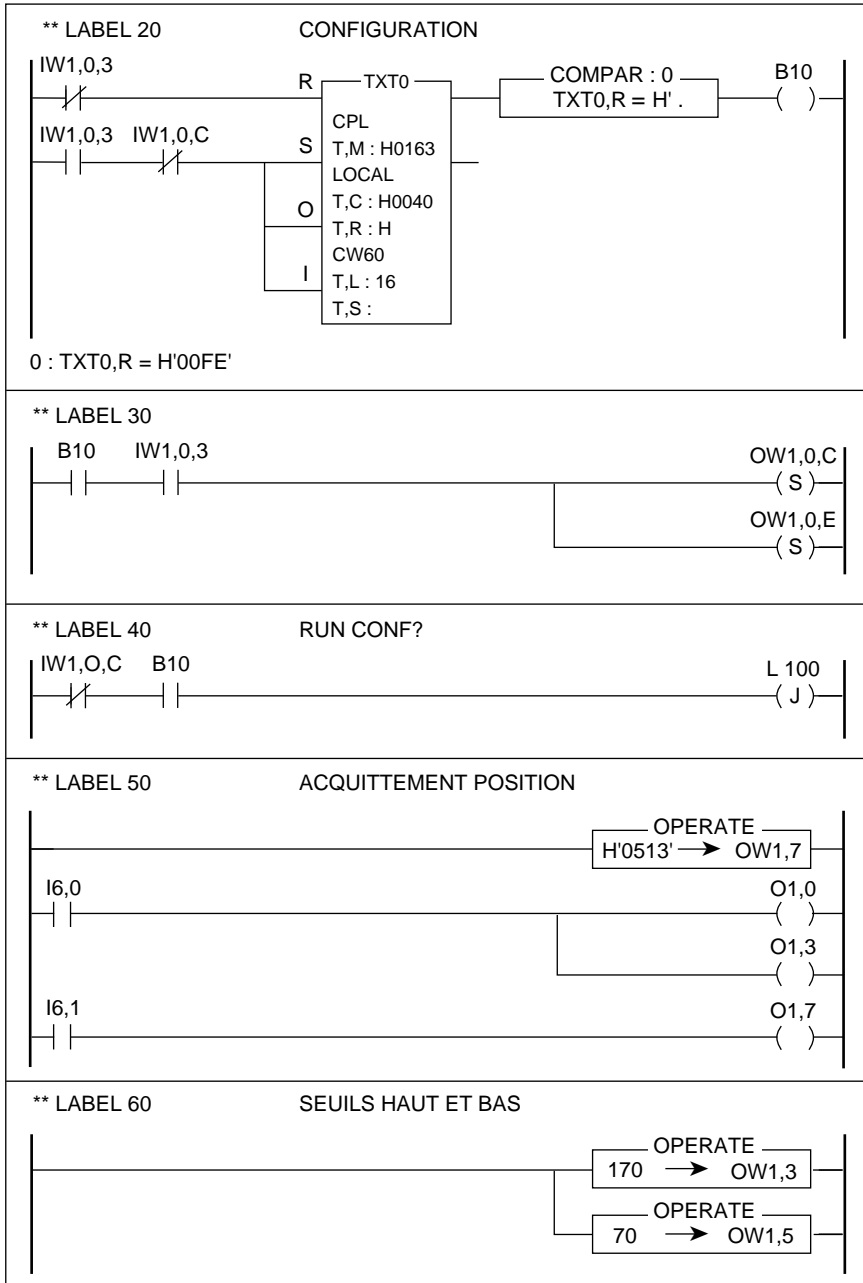 ** LABEL 20 CONFIGURATION
IW1,0,3
R TXT0 COMPAR : 0 B10
TXT0,R = H' .
CPL
IW1,0,3 IW1,0,C S T,M : H0163
LOCAL
O T,C : H0040
T,R : H
CW60
I T,L : 16
T,S :
0 : TXT0,R = H'00FE'
** LABEL 30
B10 IW1,0,3 OW1,0,C
( S )
OW1,0,E
( S )
** LABEL 40 RUN CONF?
IW1,O,C B10 L 100
( J )
** LABEL 50 ACQUITTEMENT POSITION
OPERATE
H'0513' → OW1,7
I6,0 O1,0
( )
O1,3
( )
I6,1 O1,7
( )
** LABEL 60 SEUILS HAUT ET BAS
OPERATE
170 → OW1,3
OPERATE
70 → OW1,5